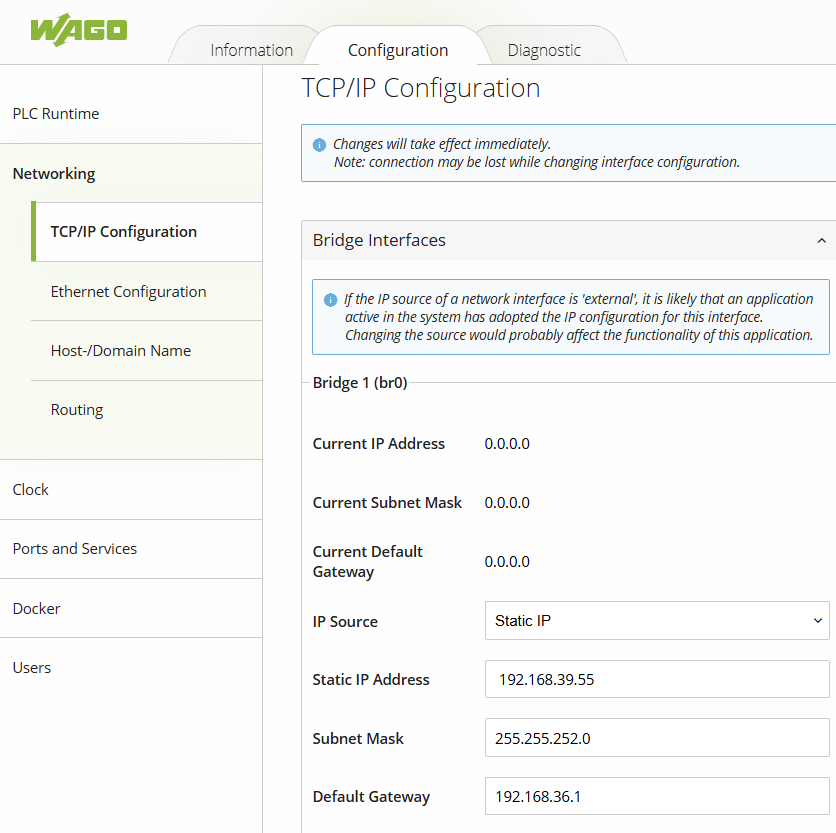 WAGO
Information
Configuration
Diagnostic
PLC Runtime
Networking
TCP/IP Configuration
Ethernet Configuration
Host-/Domain Name
Routing
Clock
Ports and Services
Docker
Users
TCP/IP Configuration
Changes will take effect immediately.
Note: connection may be lost while changing interface configuration.
Bridge Interfaces
If the IP source of a network interface is 'external', it is likely that an application
active in the system has adopted the IP configuration for this interface.
Changing the source would probably affect the functionality of this application.
Bridge 1 (br0)
Current IP Address 0.0.0.0
Current Subnet Mask 0.0.0.0
Current Default
Gateway 0.0.0.0
IP Source Static IP
Static IP Address 192.168.39.55
Subnet Mask 255.255.252.0
Default Gateway 192.168.36.1